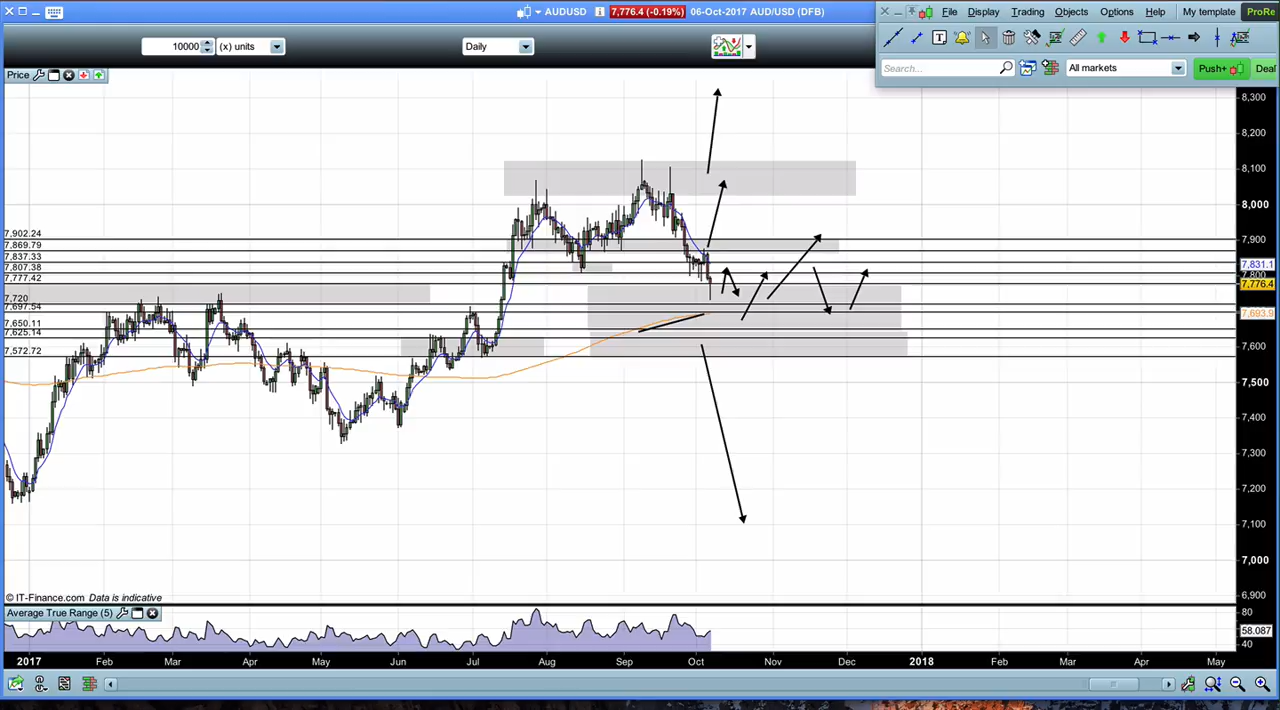 AUDUSD 7,776.4 (-0.19%) 06-Oct-2017 AUD/USD (DFB)
File Display Trading Objects Options Help My template ProRe
10000 (x) units Daily
Search... All markets Push+ Deal
Price
8,300
8,200
8,100
8,000
7,902.24 7,900
7,869.79
7,837.33 7,831.1
7,807.38 7,800
7,777.42 7,776.4
7,720
7,697.54 7,693.9
7,650.11
7,625.14
7,600
7,572.72
7,500
7,400
7,300
7,200
7,100
7,000
© IT-Finance.com Data is indicative 6,900
Average True Range (5) 80
58.087
40
2017 Feb Mar Apr May Jun Jul Aug Sep Oct Nov Dec 2018 Feb Mar Apr May